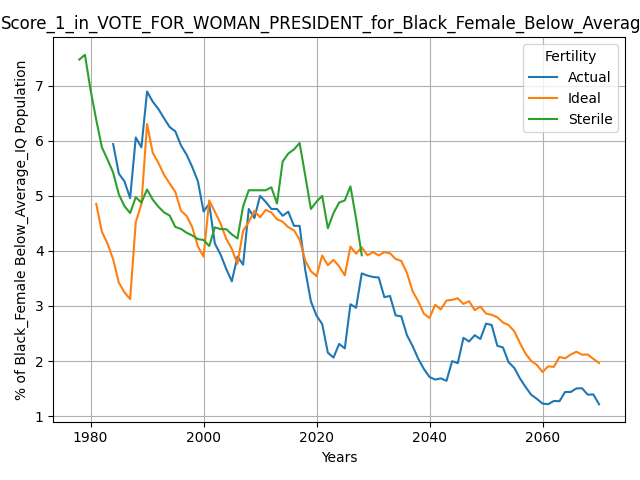 Score_1_in_VOTE_FOR_WOMAN_PRESIDENT_for_Black_Female_Below_Averag
% of Black_Female Below_Average_IQ Population
7
6
5
4
3
2
1
Fertility
Actual
Ideal
Sterile
1980 2000 2020 2040 2060
Years